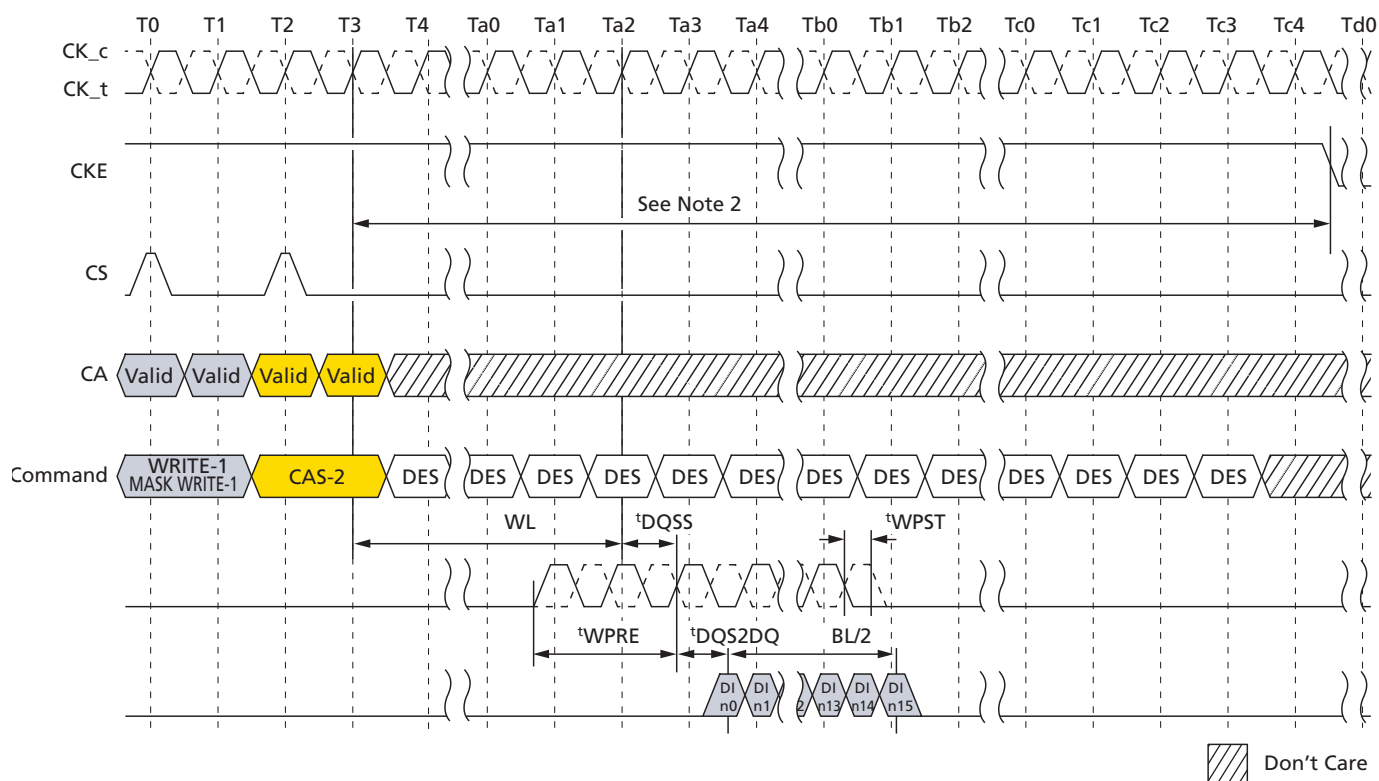 T0 T1 T2 T3 T4 Ta0 Ta1 Ta2 Ta3 Ta4 Tb0 Tb1 Tb2 Tc0 Tc1 Tc2 Tc3 Tc4 Td0
CK_c
CK_t
CKE
See Note 2
CS
CA Valid Valid Valid Valid
Command WRITE-1 MASK WRITE-1 CAS-2 DES DES DES DES DES DES DES DES DES DES DES DES DES
WL tDQSS tWPST
tWPRE tDQS2DQ BL/2
DI n0 DI n1 2 DI n13 DI n14 DI n15
Don't Care